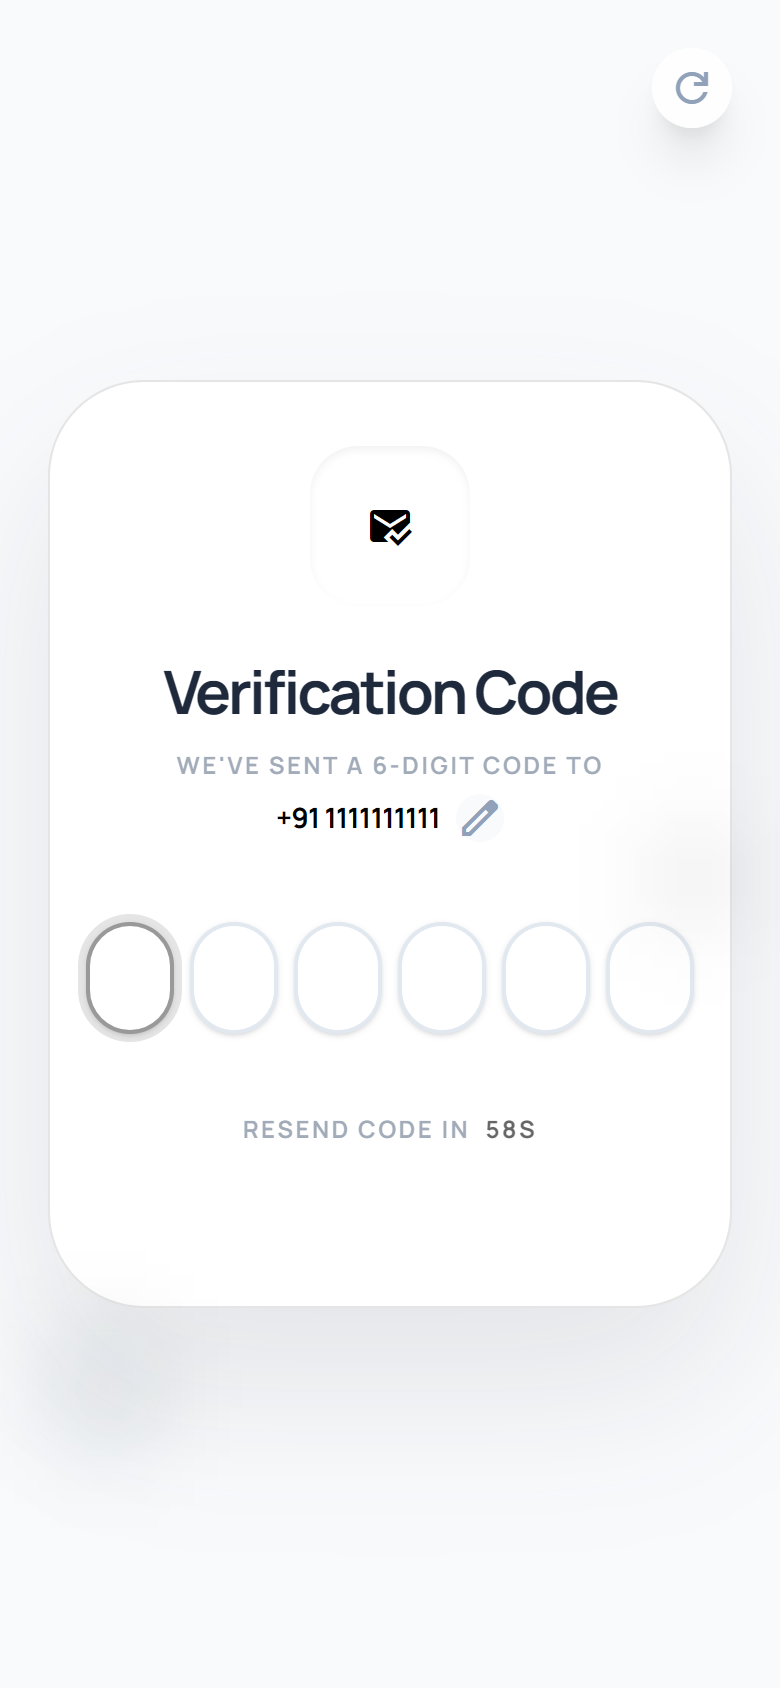 Verification Code
WE'VE SENT A 6-DIGIT CODE TO
+91 1111111111
RESEND CODE IN 58S